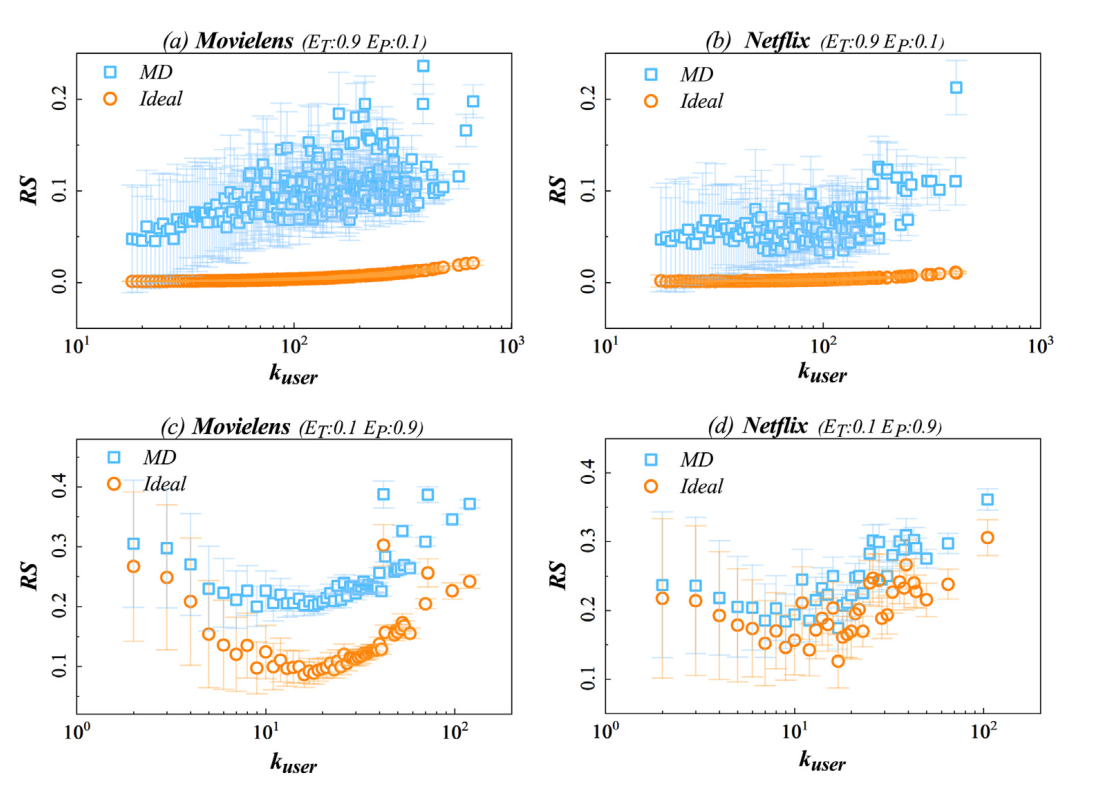 (a) Movielens (E_T:0.9 E_P:0.1)
MD
Ideal
0.2
0.1
0.0
RS
10^1
10^2
10^3
k_user
(b) Netflix (E_T:0.9 E_P:0.1)
MD
Ideal
0.2
0.1
0.0
RS
10^1
10^2
10^3
k_user
(c) Movielens (E_T:0.1 E_P:0.9)
MD
Ideal
0.4
0.3
0.2
0.1
RS
10^0
10^1
10^2
k_user
(d) Netflix (E_T:0.1 E_P:0.9)
MD
Ideal
0.4
0.3
0.2
0.1
RS
10^0
10^1
10^2
k_user